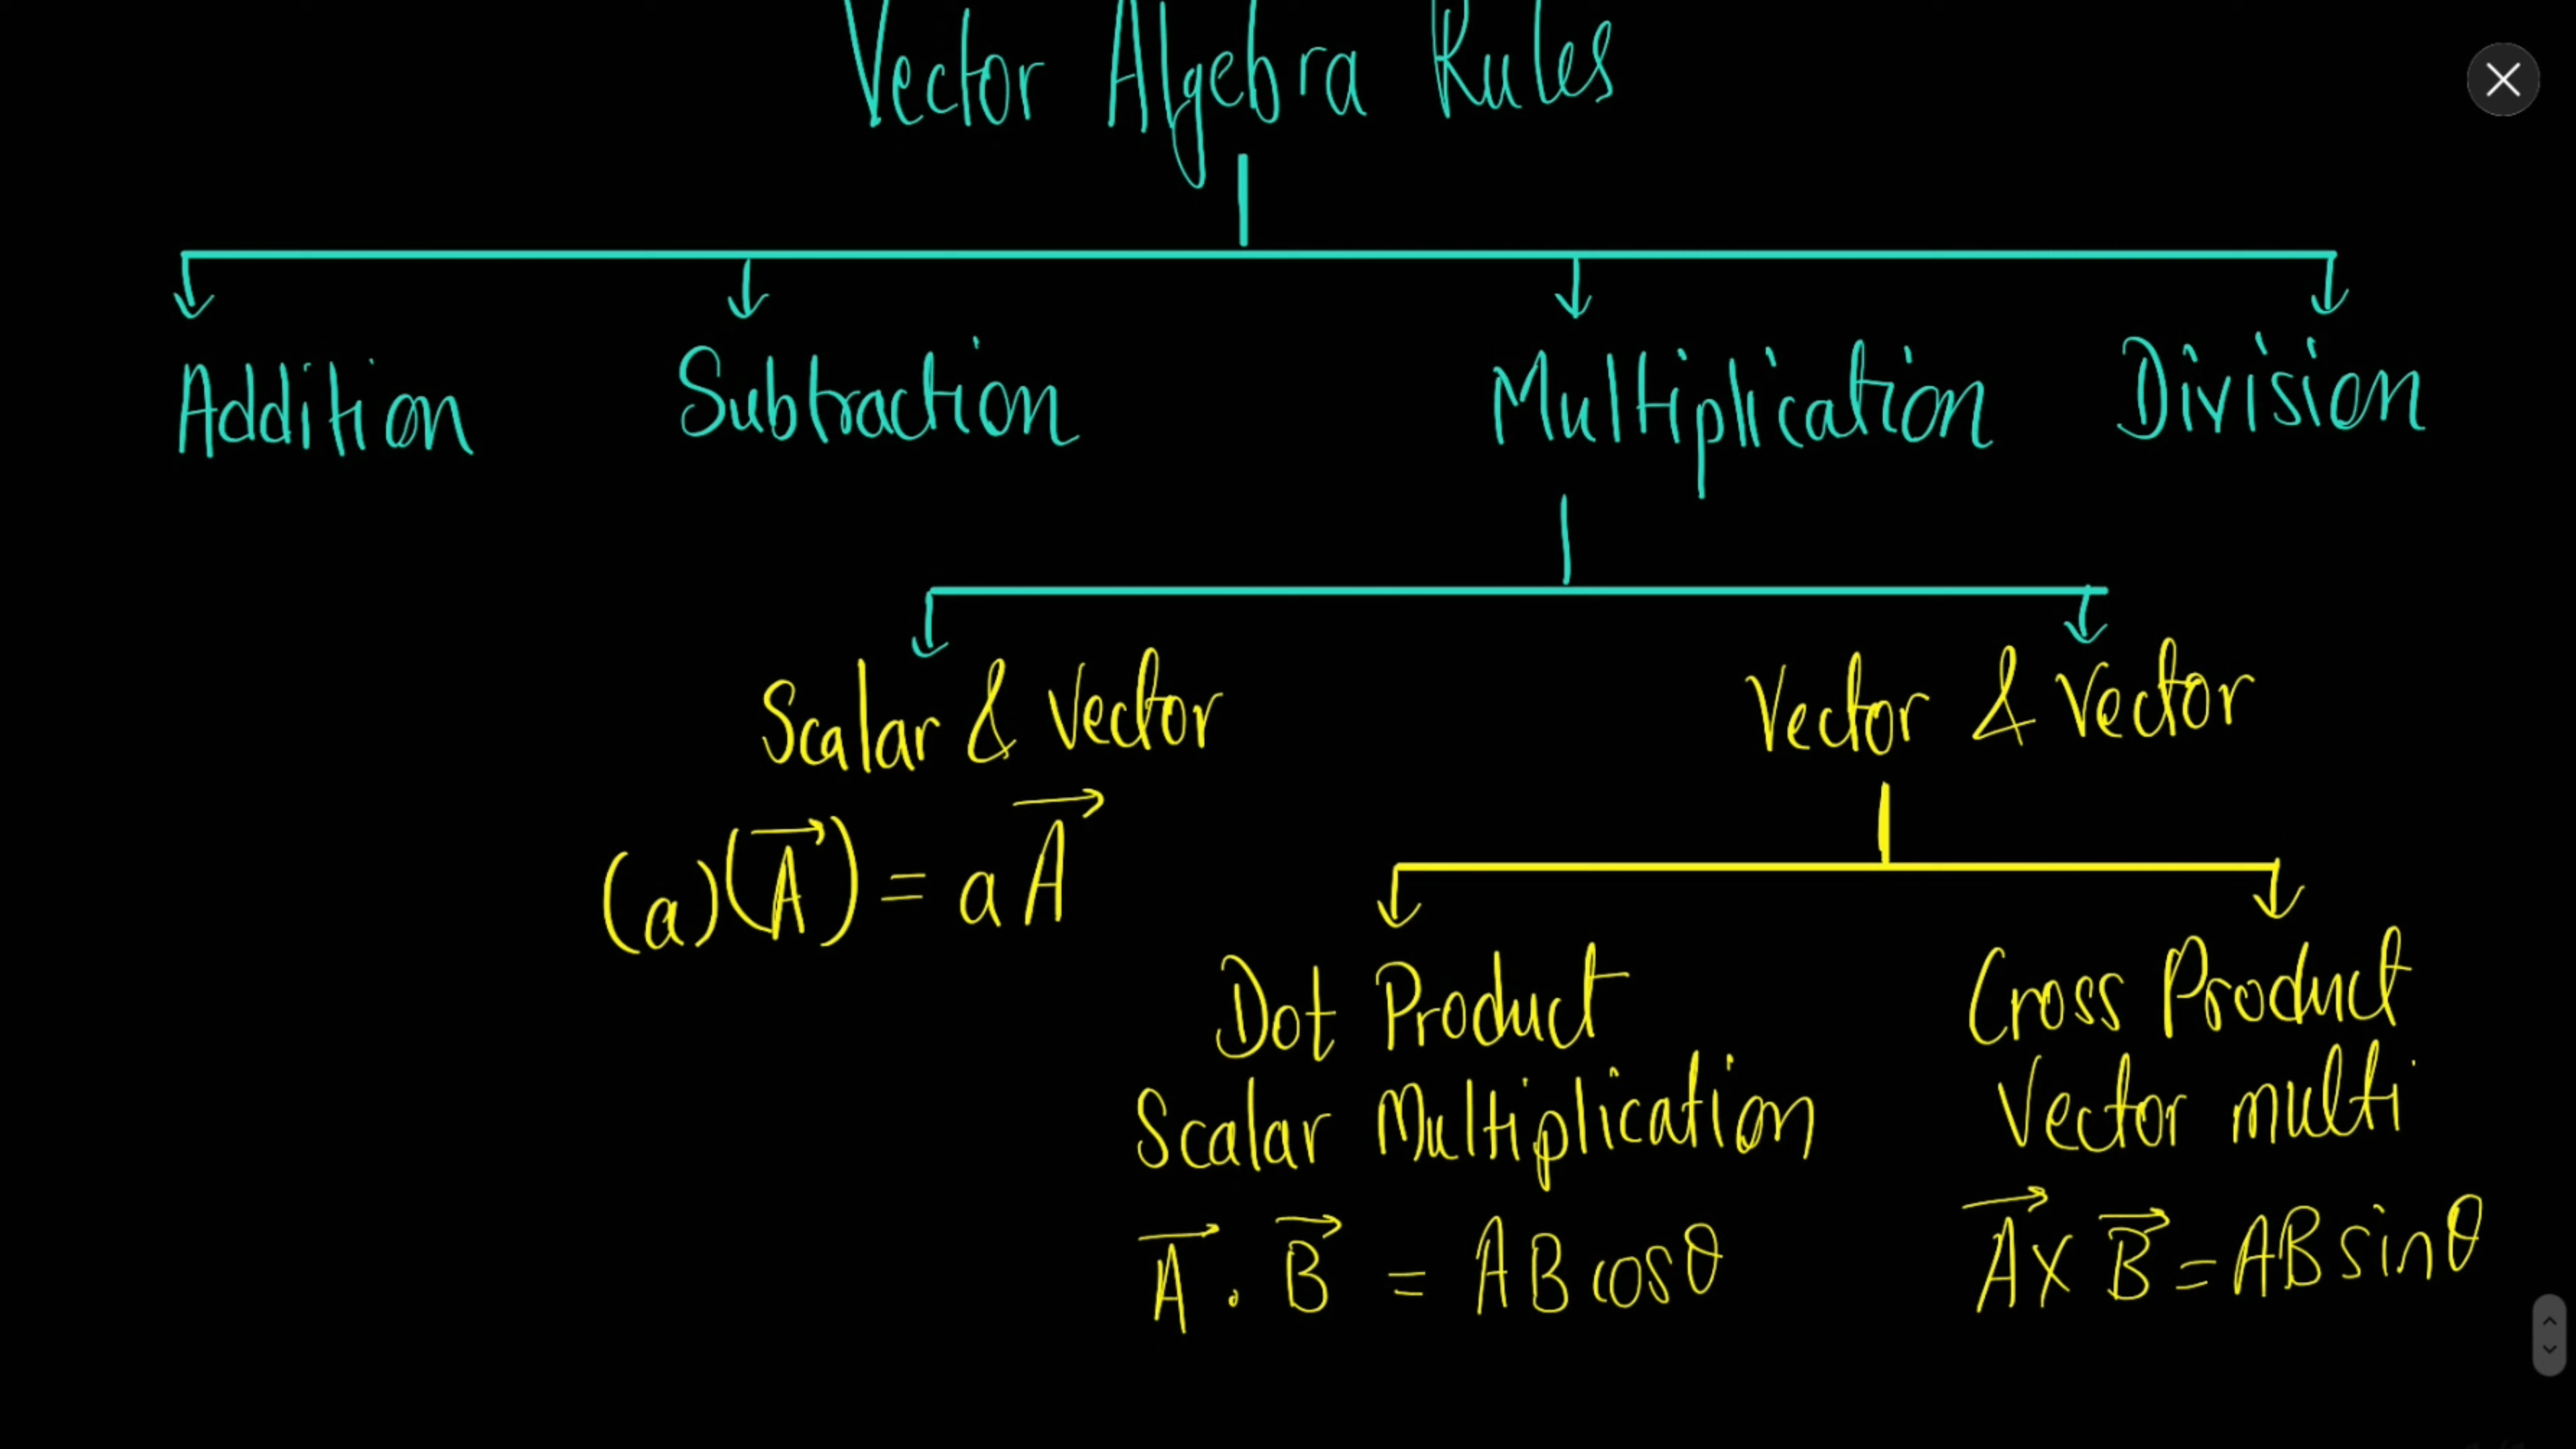 Vector Algebra Rules
Addition Subtraction Multiplication Division
Scalar & Vector Vector & Vector
(a)(A⃗) = a A⃗
Dot Product Cross Product
Scalar Multiplication Vector multi
A⃗ . B⃗ = AB cosθ A⃗ x B⃗ = AB sinθ